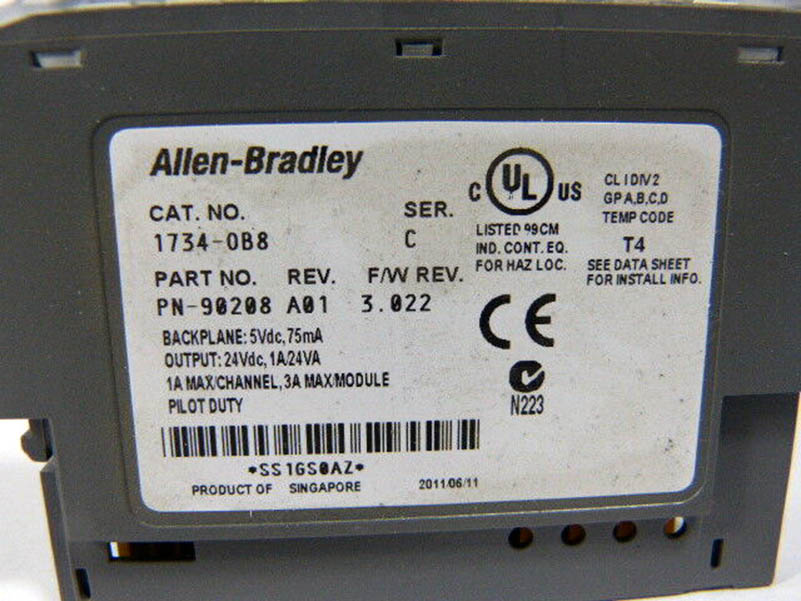 Allen-Bradley
CAT. NO. SER.
1734-OB8 C
PART NO. REV. F/W REV.
PN-90208 A01 3.022
BACKPLANE: 5Vdc, 75mA
OUTPUT: 24Vdc, 1A/24VA
1A MAX/CHANNEL, 3A MAX/MODULE
PILOT DUTY
*SS1GS0AZ*
PRODUCT OF SINGAPORE 2011/06/11
C UL US
LISTED 99CM
IND. CONT. EQ.
FOR HAZ LOC.
CL I DIV 2
GP A,B,C,D
TEMP CODE
T4
SEE DATA SHEET
FOR INSTALL INFO.
CE
N223